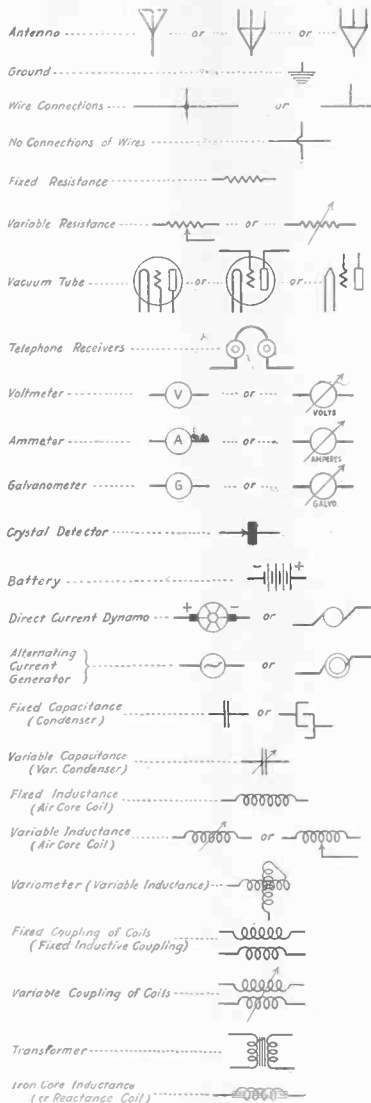 Antenna or or
Ground
Wire Connections or
No Connections of Wires
Fixed Resistance
Variable Resistance or
Vacuum Tube or or
Telephone Receivers
Voltmeter V or VOLTS
Ammeter A or AMPERES
Galvanometer G or GALVO.
Crystal Detector
Battery - +
Direct Current Dynamo + - or
Alternating
Current
Generator } or
Fixed Capacitance or
(Condenser)
Variable Capacitance
(Var. Condenser)
Fixed Inductance
(Air Core Coil)
Variable Inductance or
(Air Core Coil)
Variometer (Variable Inductance)
Fixed Coupling of Coils
(Fixed Inductive Coupling)
Variable Coupling of Coils
Transformer
Iron Core Inductance
(or Reactance Coil)